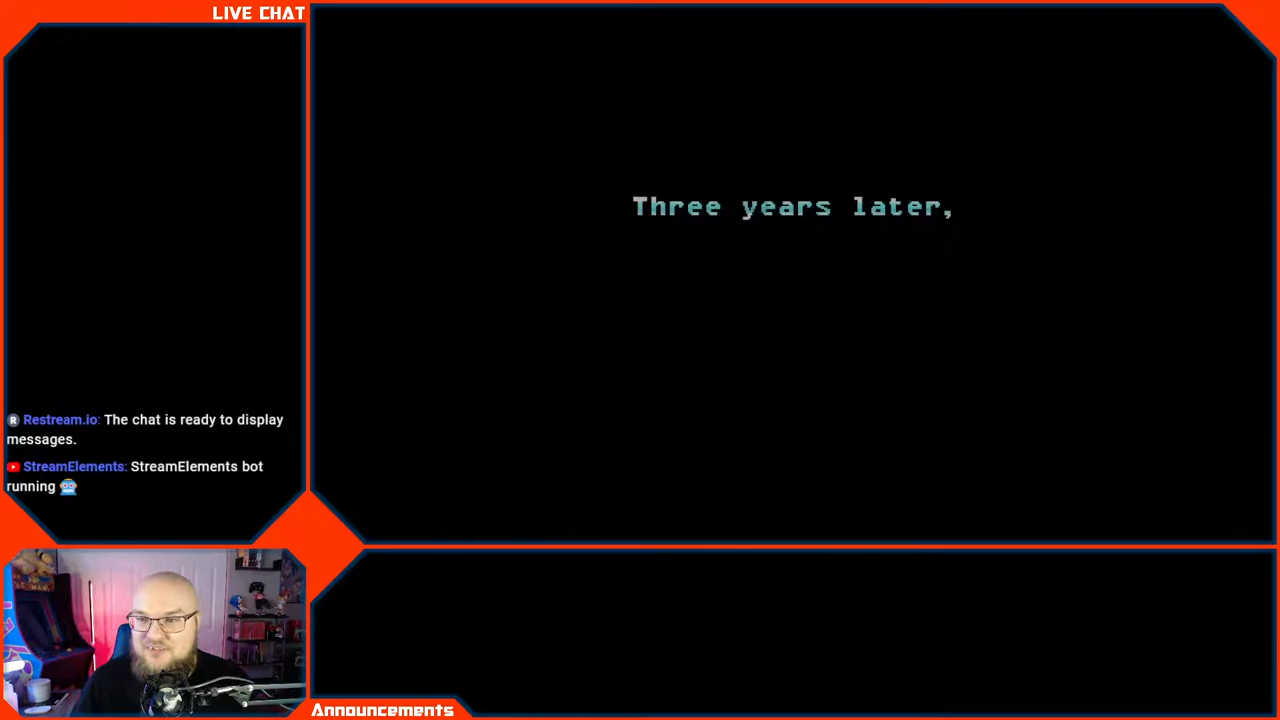 LIVE CHAT
Three years later,
Restream.io: The chat is ready to display
messages.
StreamElements: StreamElements bot
running
Announcements